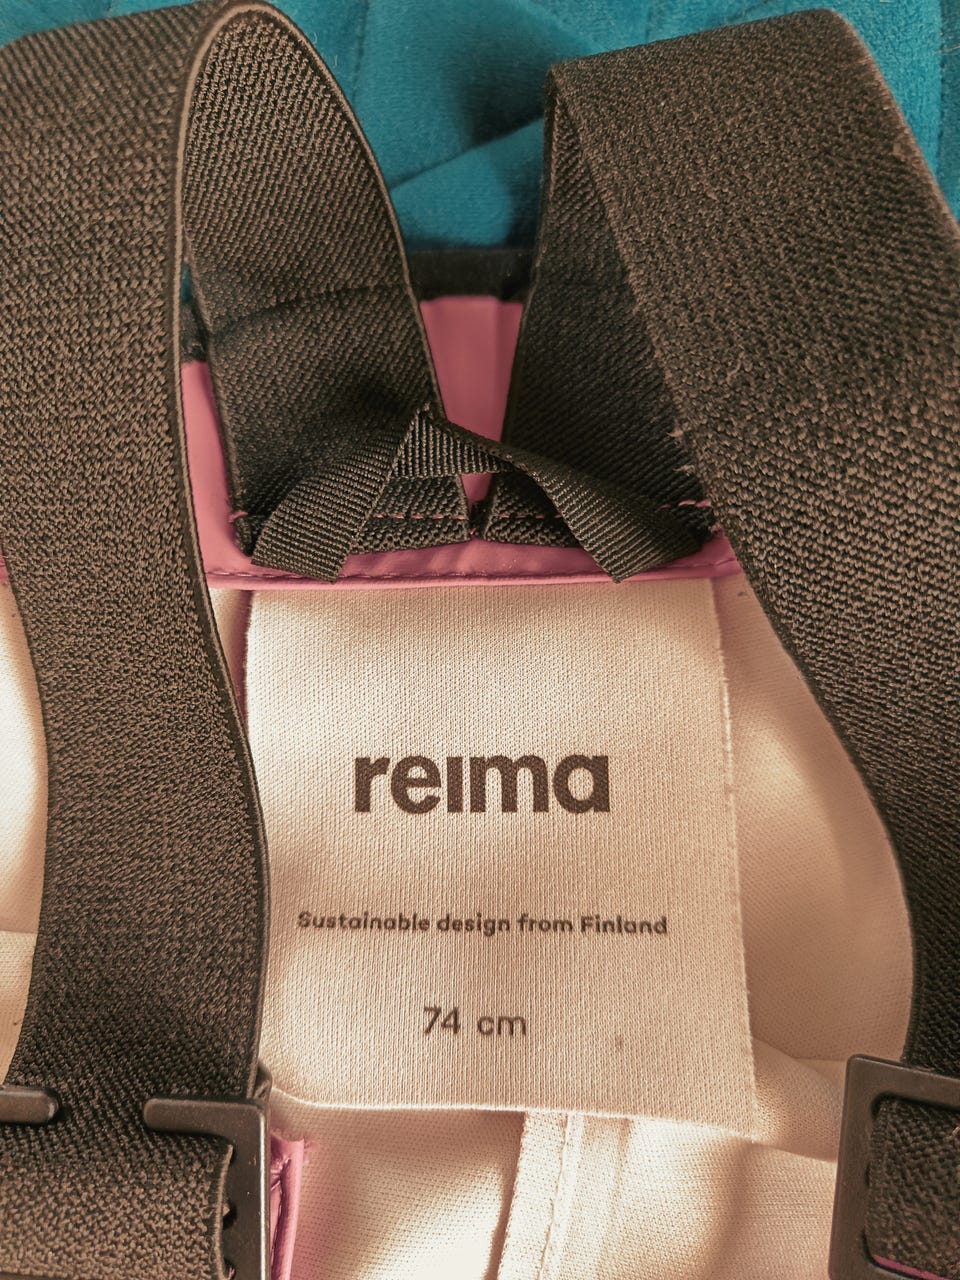 reima
Sustainable design from Finland
74 cm